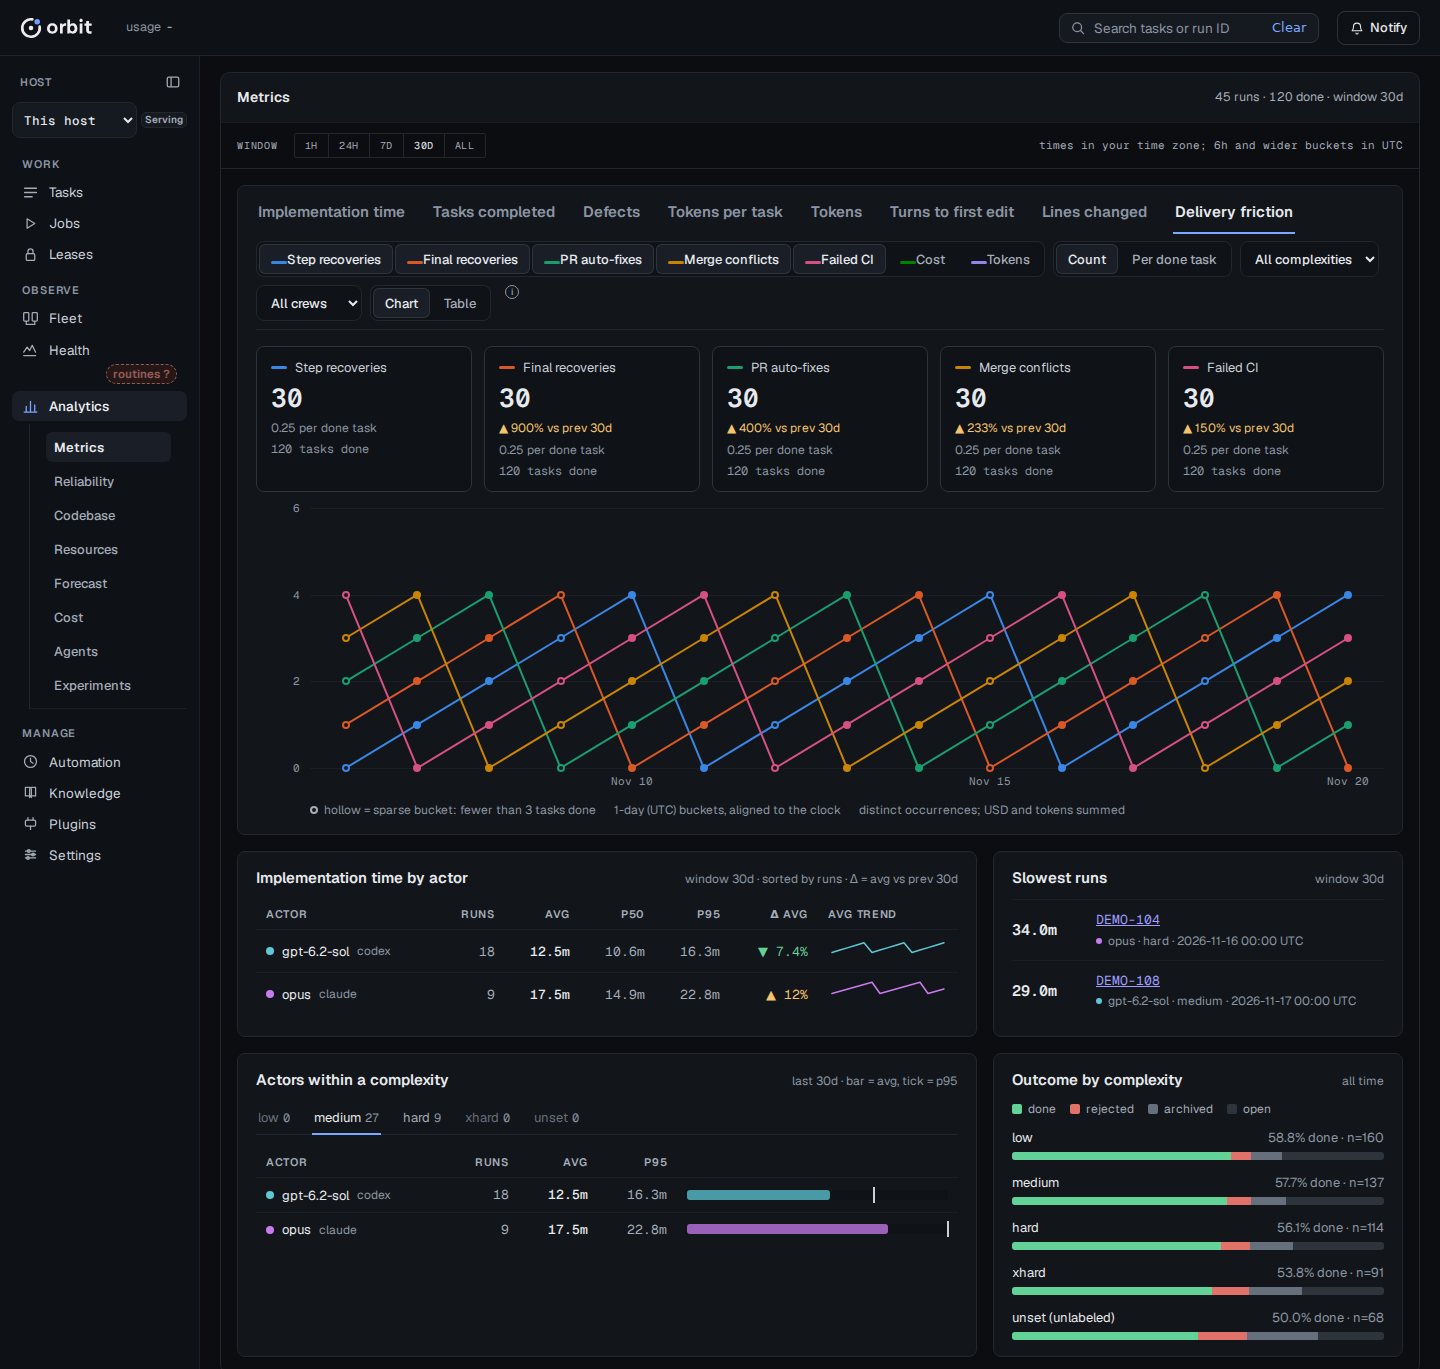 orbit
usage -
Search tasks or run ID
Clear
Notify
HOST
This host
Serving
WORK
Tasks
Jobs
Leases
OBSERVE
Fleet
Health
routines ?
Analytics
Metrics
Reliability
Codebase
Resources
Forecast
Cost
Agents
Experiments
MANAGE
Automation
Knowledge
Plugins
Settings
Metrics
45 runs · 120 done · window 30d
WINDOW 1H 24H 7D 30D ALL
times in your time zone; 6h and wider buckets in UTC
Implementation time Tasks completed Defects Tokens per task Tokens Turns to first edit Lines changed Delivery friction
Step recoveries Final recoveries PR auto-fixes Merge conflicts Failed CI Cost Tokens Count Per done task All complexities
All crews Chart Table i
Step recoveries
30
0.25 per done task
120 tasks done
Final recoveries
30
▲ 900% vs prev 30d
0.25 per done task
120 tasks done
PR auto-fixes
30
▲ 400% vs prev 30d
0.25 per done task
120 tasks done
Merge conflicts
30
▲ 233% vs prev 30d
0.25 per done task
120 tasks done
Failed CI
30
▲ 150% vs prev 30d
0.25 per done task
120 tasks done
6
4
2
0
Nov 10 Nov 15 Nov 20
hollow = sparse bucket: fewer than 3 tasks done 1-day (UTC) buckets, aligned to the clock distinct occurrences; USD and tokens summed
Implementation time by actor
window 30d · sorted by runs · Δ = avg vs prev 30d
ACTOR RUNS AVG P50 P95 Δ AVG AVG TREND
gpt-6.2-sol codex 18 12.5m 10.6m 16.3m ▼ 7.4%
opus claude 9 17.5m 14.9m 22.8m ▲ 12%
Slowest runs
window 30d
34.0m
DEMO-104
opus · hard · 2026-11-16 00:00 UTC
29.0m
DEMO-108
gpt-6.2-sol · medium · 2026-11-17 00:00 UTC
Actors within a complexity
last 30d · bar = avg, tick = p95
low 0 medium 27 hard 9 xhard 0 unset 0
ACTOR RUNS AVG P95
gpt-6.2-sol codex 18 12.5m 16.3m
opus claude 9 17.5m 22.8m
Outcome by complexity
all time
done rejected archived open
low 58.8% done · n=160
medium 57.7% done · n=137
hard 56.1% done · n=114
xhard 53.8% done · n=91
unset (unlabeled) 50.0% done · n=68